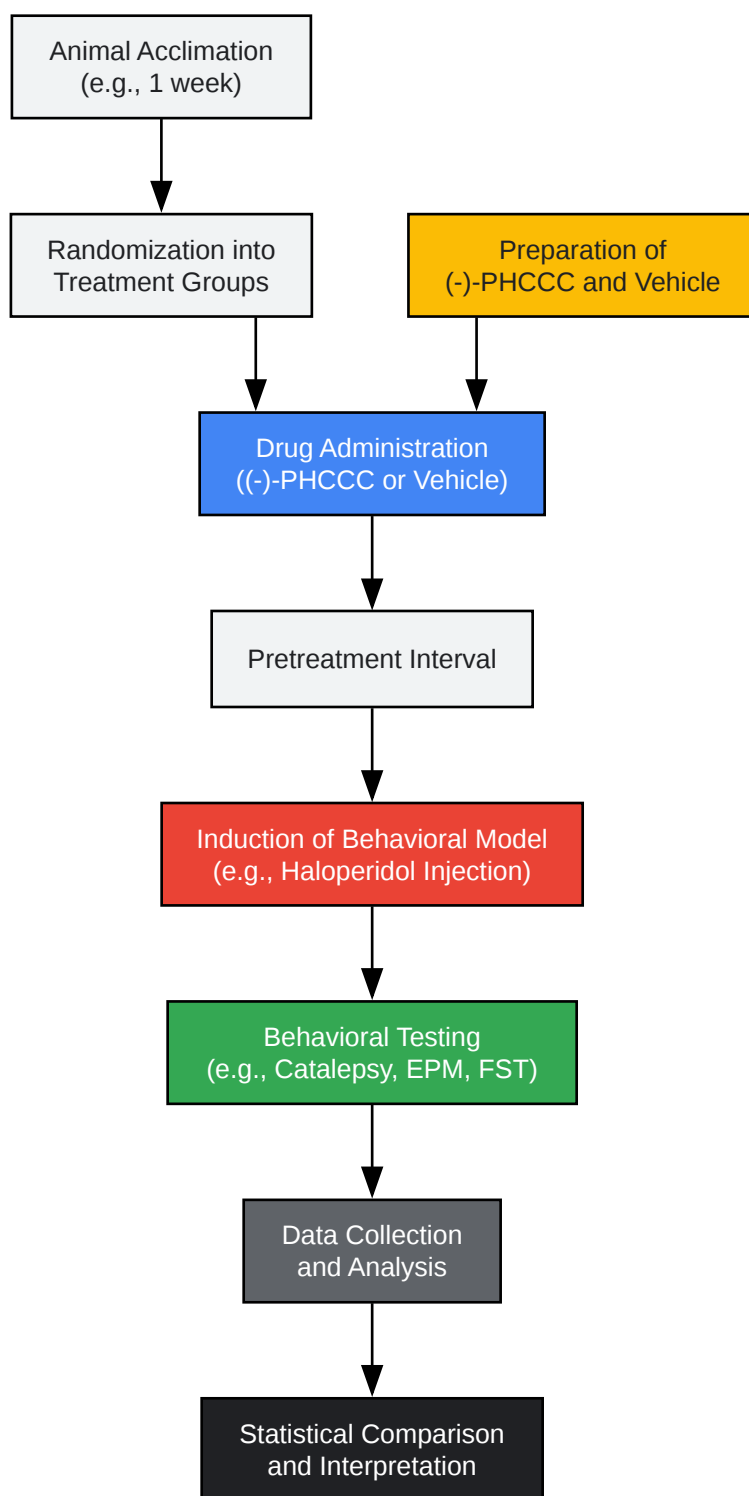 Animal Acclimation
(e.g., 1 week)
Randomization into
Treatment Groups
Preparation of
(-)-PHCCC and Vehicle
Drug Administration
((-)-PHCCC or Vehicle)
Pretreatment Interval
Induction of Behavioral Model
(e.g., Haloperidol Injection)
Behavioral Testing
(e.g., Catalepsy, EPM, FST)
Data Collection
and Analysis
Statistical Comparison
and Interpretation